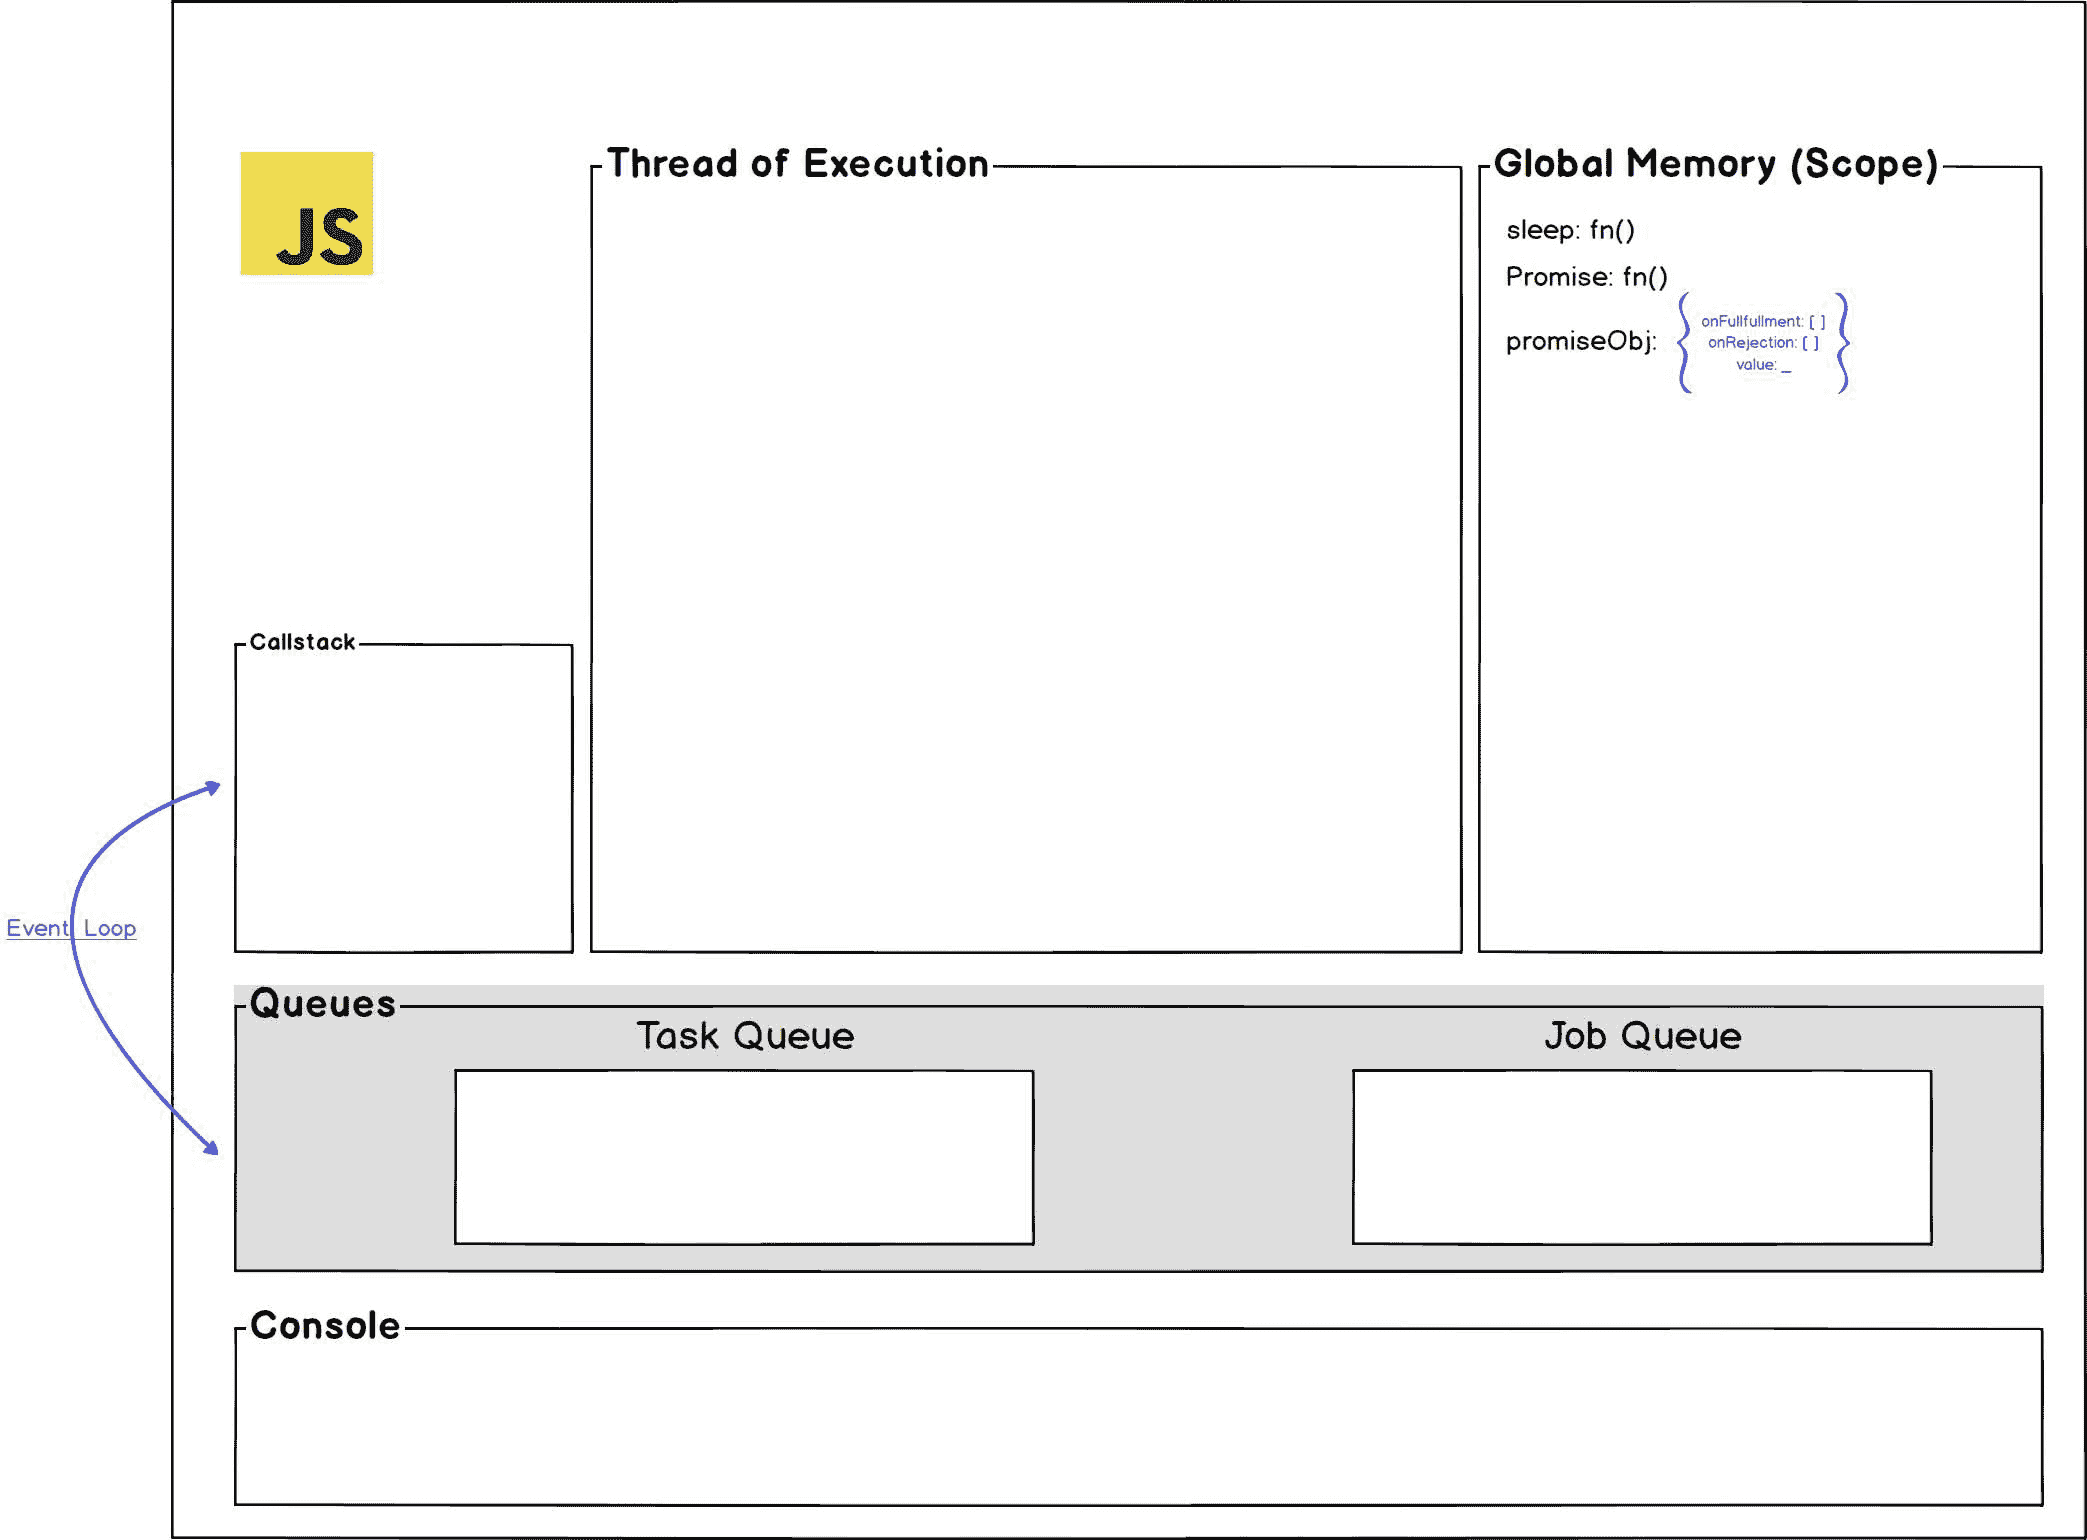 JS
Thread of Execution
Global Memory (Scope)
sleep: fn()
Promise: fn()
promiseObj:
{ onFullfullment: [ ]
onRejection: [ ]
value: _ }
Callstack
Event Loop
Queues
Task Queue
Job Queue
Console